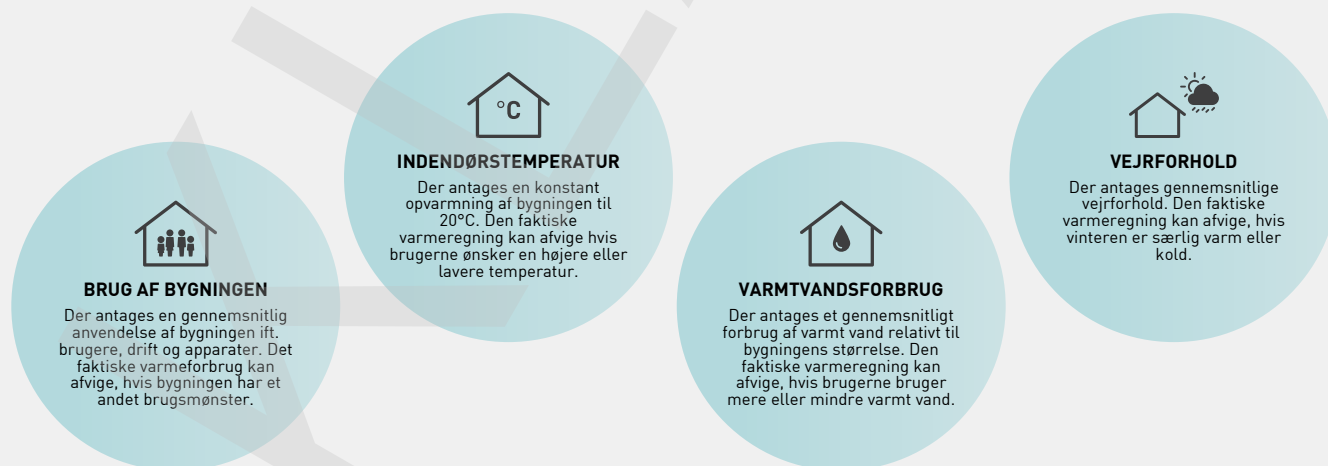 BRUG AF BYGNINGEN
Der antages en gennemsnitlig
anvendelse af bygningen ift.
brugere, drift og apparater. Det
faktiske varmeforbrug kan
afvige, hvis bygningen har et
andet brugsmønster.
°C
INDENDØRSTEMPERATUR
Der antages en konstant
opvarmning af bygningen til
20°C. Den faktiske
varmeregning kan afvige hvis
brugerne ønsker en højere eller
lavere temperatur.
VARMTVANDSFORBRUG
Der antages et gennemsnitligt
forbrug af varmt vand relativt til
bygningens størrelse. Den
faktiske varmeregning kan
afvige, hvis brugerne bruger
mere eller mindre varmt vand.
VEJRFORHOLD
Der antages gennemsnitlige
vejrforhold. Den faktiske
varmeregning kan afvige, hvis
vinteren er særlig varm eller
kold.